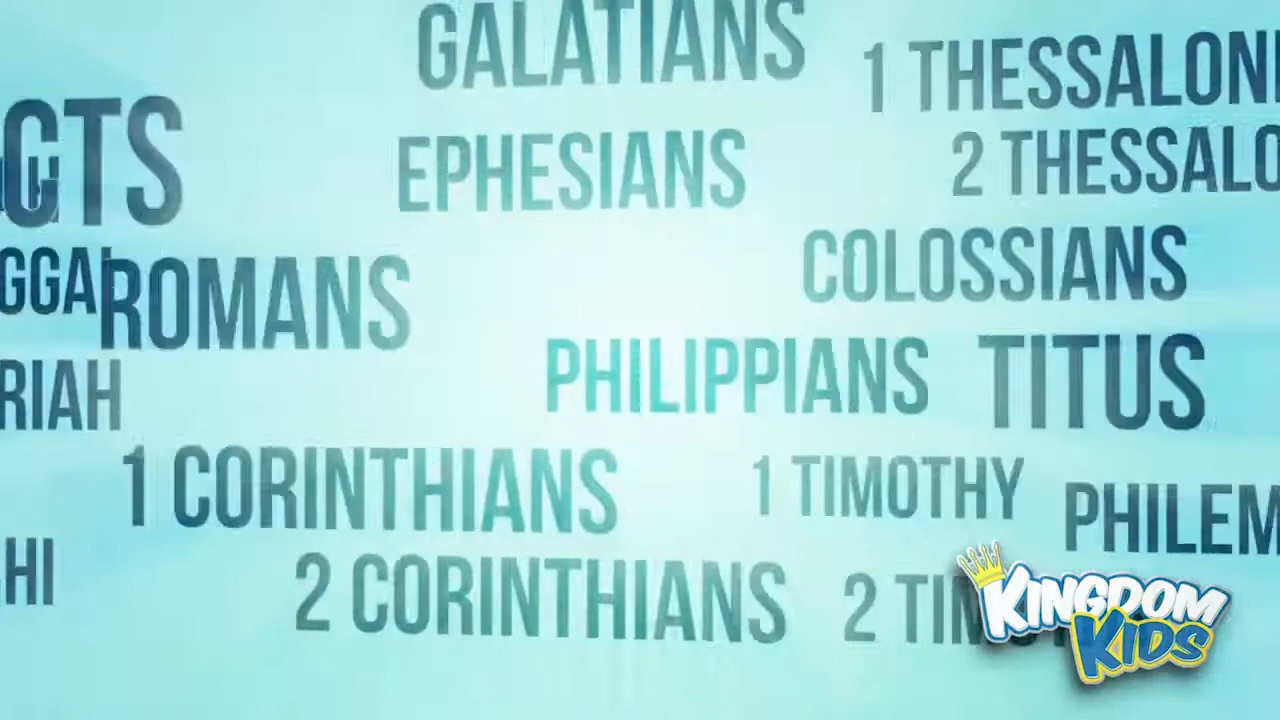 GALATIANS
1 THESSALONI
CTS
EPHESIANS
2 THESSALO
GGAI
ROMANS
COLOSSIANS
RIAH
PHILIPPIANS
TITUS
1 CORINTHIANS
1 TIMOTHY
PHILEM
HI
2 CORINTHIANS
2 TIM
KINGDOM
KIDS